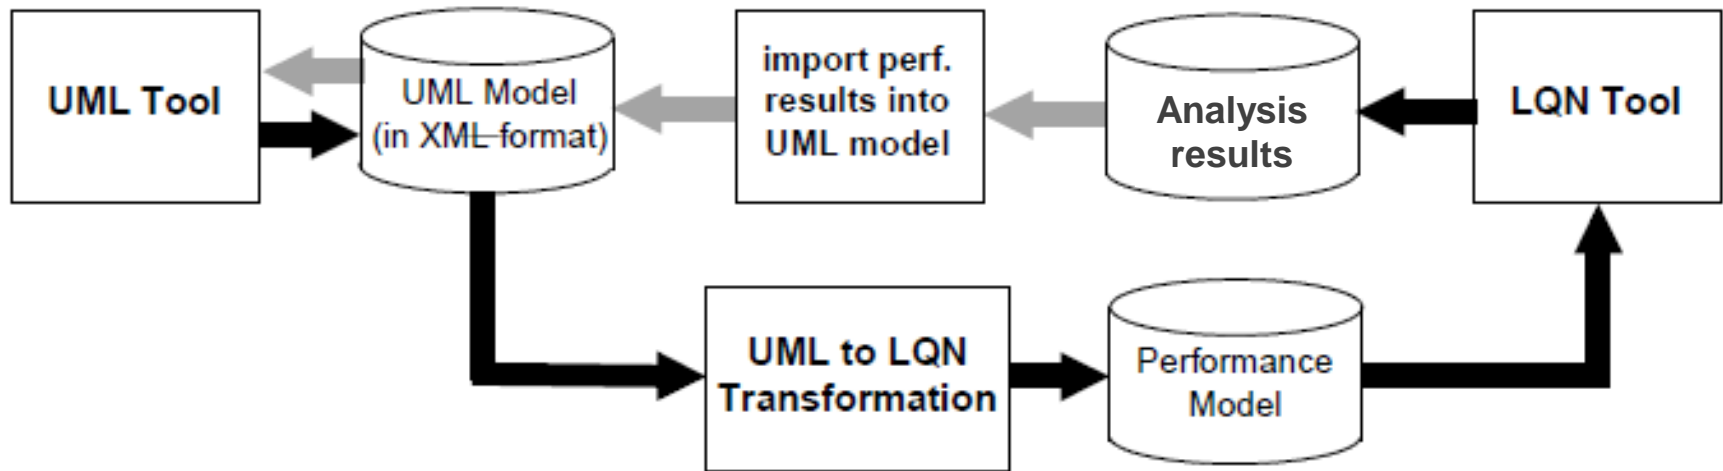 UML Tool
UML Model
(in XML format)
import perf.
results into
UML model
Analysis
results
LQN Tool
UML to LQN
Transformation
Performance
Model